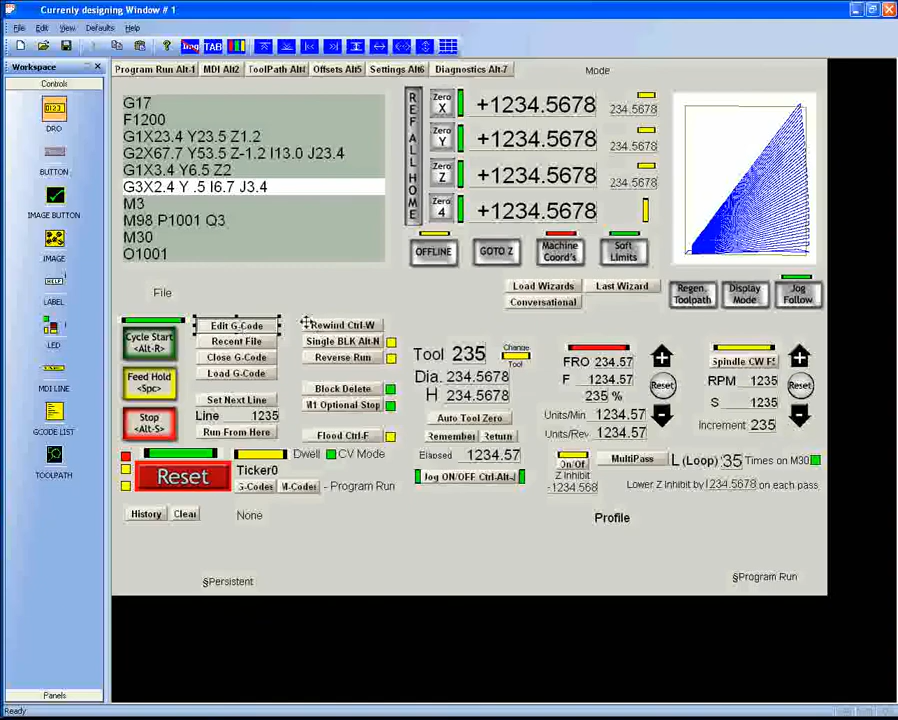 Currenly designing Window # 1
File Edit View Defaults Help
TAB
Workspace
Controls
DRO
BUTTON
IMAGE BUTTON
IMAGE
HELP
LABEL
LED
MDI LINE
GCODE LIST
TOOLPATH
Panels
Ready
Program Run Alt-1 MDI Alt2 ToolPath Alt4 Offsets Alt5 Settings Alt6 Diagnostics Alt-7 Mode
G17
F1200
G1X23.4 Y23.5 Z1.2
G2X67.7 Y53.5 Z-1.2 I13.0 J23.4
G1X3.4 Y6.5 Z2
G3X2.4 Y .5 I6.7 J3.4
M3
M98 P1001 Q3
M30
O1001
REF ALL HOME
Zero X +1234.5678 234.5678
Zero Y +1234.5678 234.5678
Zero Z +1234.5678 234.5678
Zero 4 +1234.5678
OFFLINE GOTO Z Machine Coord's Soft Limits
Load Wizards Last Wizard
Conversational
Regen. Toolpath Display Mode Jog Follow
File
Cycle Start <Alt-R>
Feed Hold <Spc>
Stop <Alt-S>
Edit G-Code
Recent File
Close G-Code
Load G-Code
Set Next Line
Line 1235
Run From Here
Rewind Ctrl-W
Single BLK Alt-N
Reverse Run
Block Delete
M1 Optional Stop
Flood Ctrl-F
Dwell CV Mode
Reset
Ticker0
G-Codes M-Codes - Program Run
History Clear None
Tool 235 Change Tool
Dia. 234.5678
H 234.5678
Auto Tool Zero
Remember Return
Elapsed 1234.57
Jog ON/OFF Ctrl-Alt-J
FRO 234.57
F 1234.57
235 %
Units/Min 1234.57
Units/Rev 1234.57
Reset
Spindle CW F5
RPM 1235
S 1235
Increment 235
Reset
On/Off
Z Inhibit
-1234.568
MultiPass L (Loop) 35 Times on M30
Lower Z Inhibit by 1234.5678 on each pass
Profile
§Persistent
§Program Run